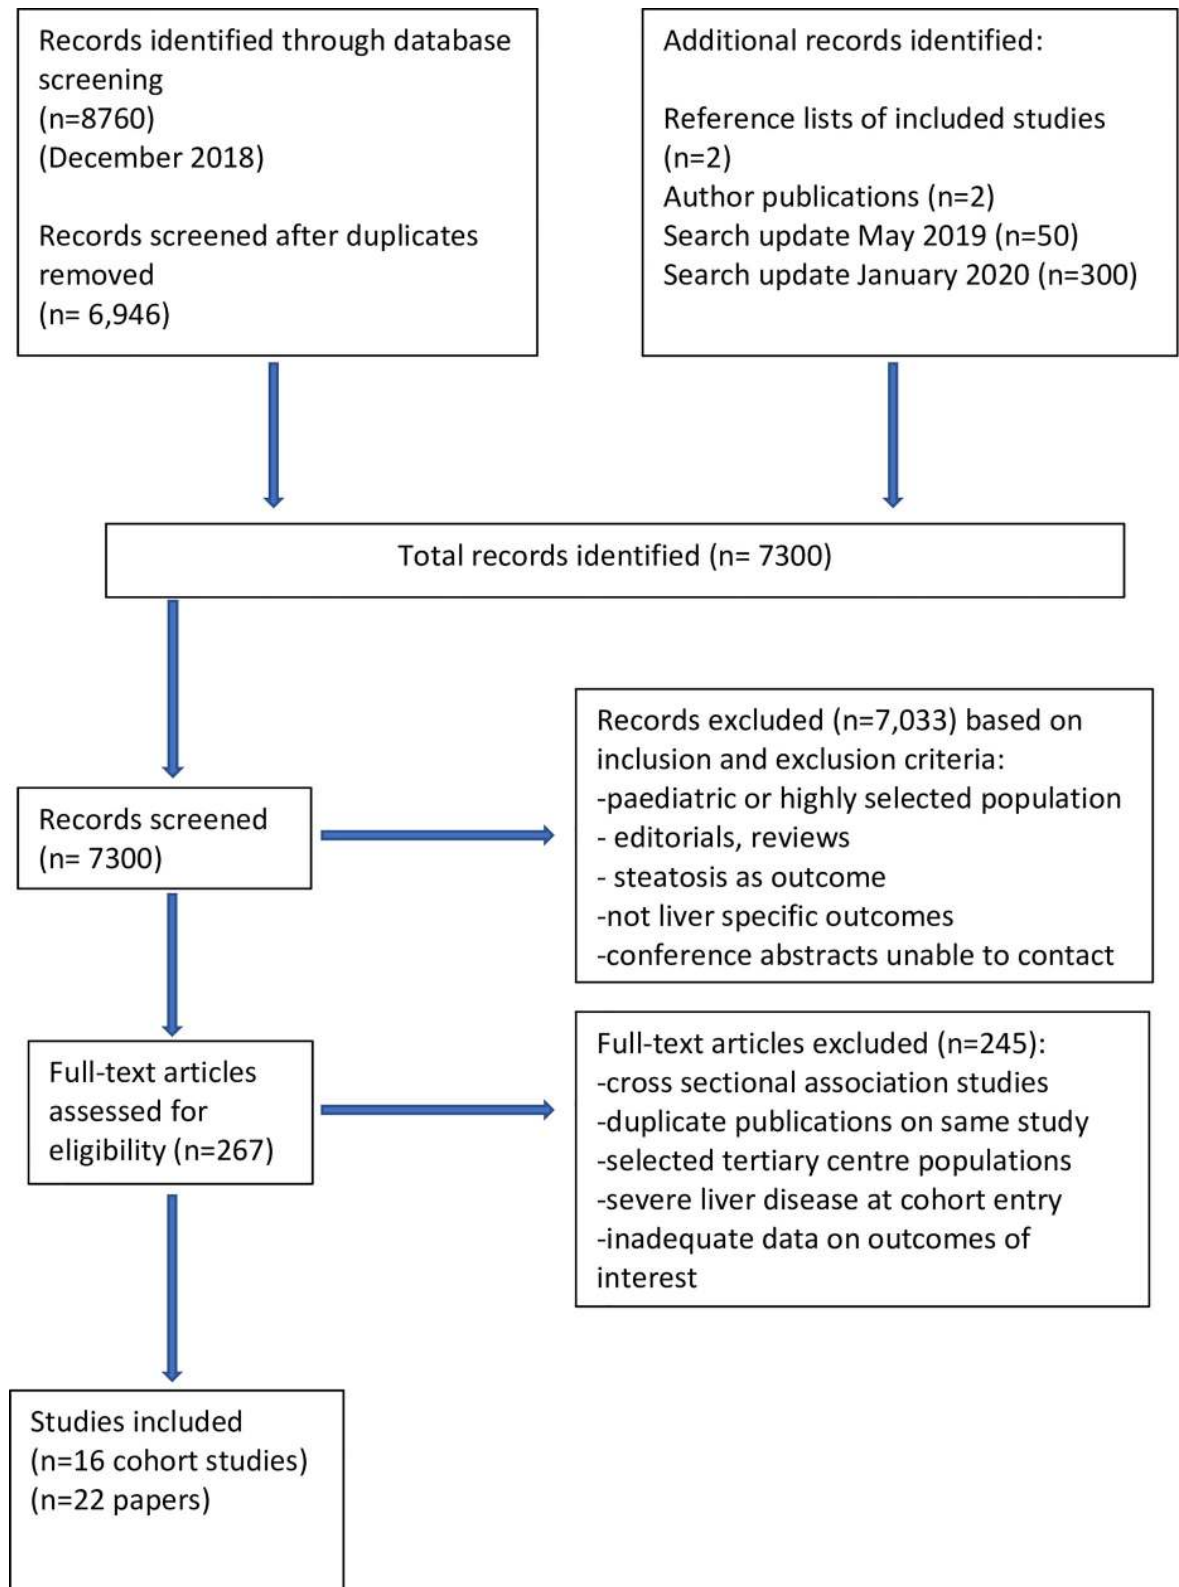 Records identified through database
screening
(n=8760)
(December 2018)
Records screened after duplicates
removed
(n= 6,946)
Additional records identified:
Reference lists of included studies
(n=2)
Author publications (n=2)
Search update May 2019 (n=50)
Search update January 2020 (n=300)
Total records identified (n= 7300)
Records screened
(n= 7300)
Records excluded (n=7,033) based on
inclusion and exclusion criteria:
-paediatric or highly selected population
- editorials, reviews
- steatosis as outcome
-not liver specific outcomes
-conference abstracts unable to contact
Full-text articles
assessed for
eligibility (n=267)
Full-text articles excluded (n=245):
-cross sectional association studies
-duplicate publications on same study
-selected tertiary centre populations
-severe liver disease at cohort entry
-inadequate data on outcomes of
interest
Studies included
(n=16 cohort studies)
(n=22 papers)